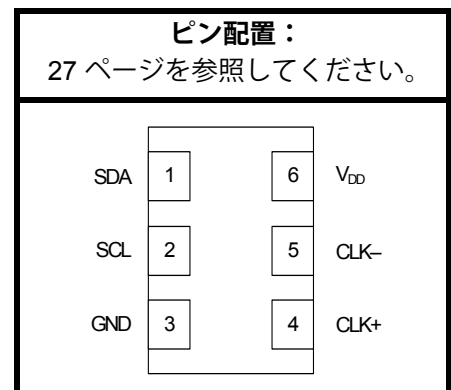 ピン配置：
27 ページを参照してください。
SDA 1 6 VDD
SCL 2 5 CLK–
GND 3 4 CLK+